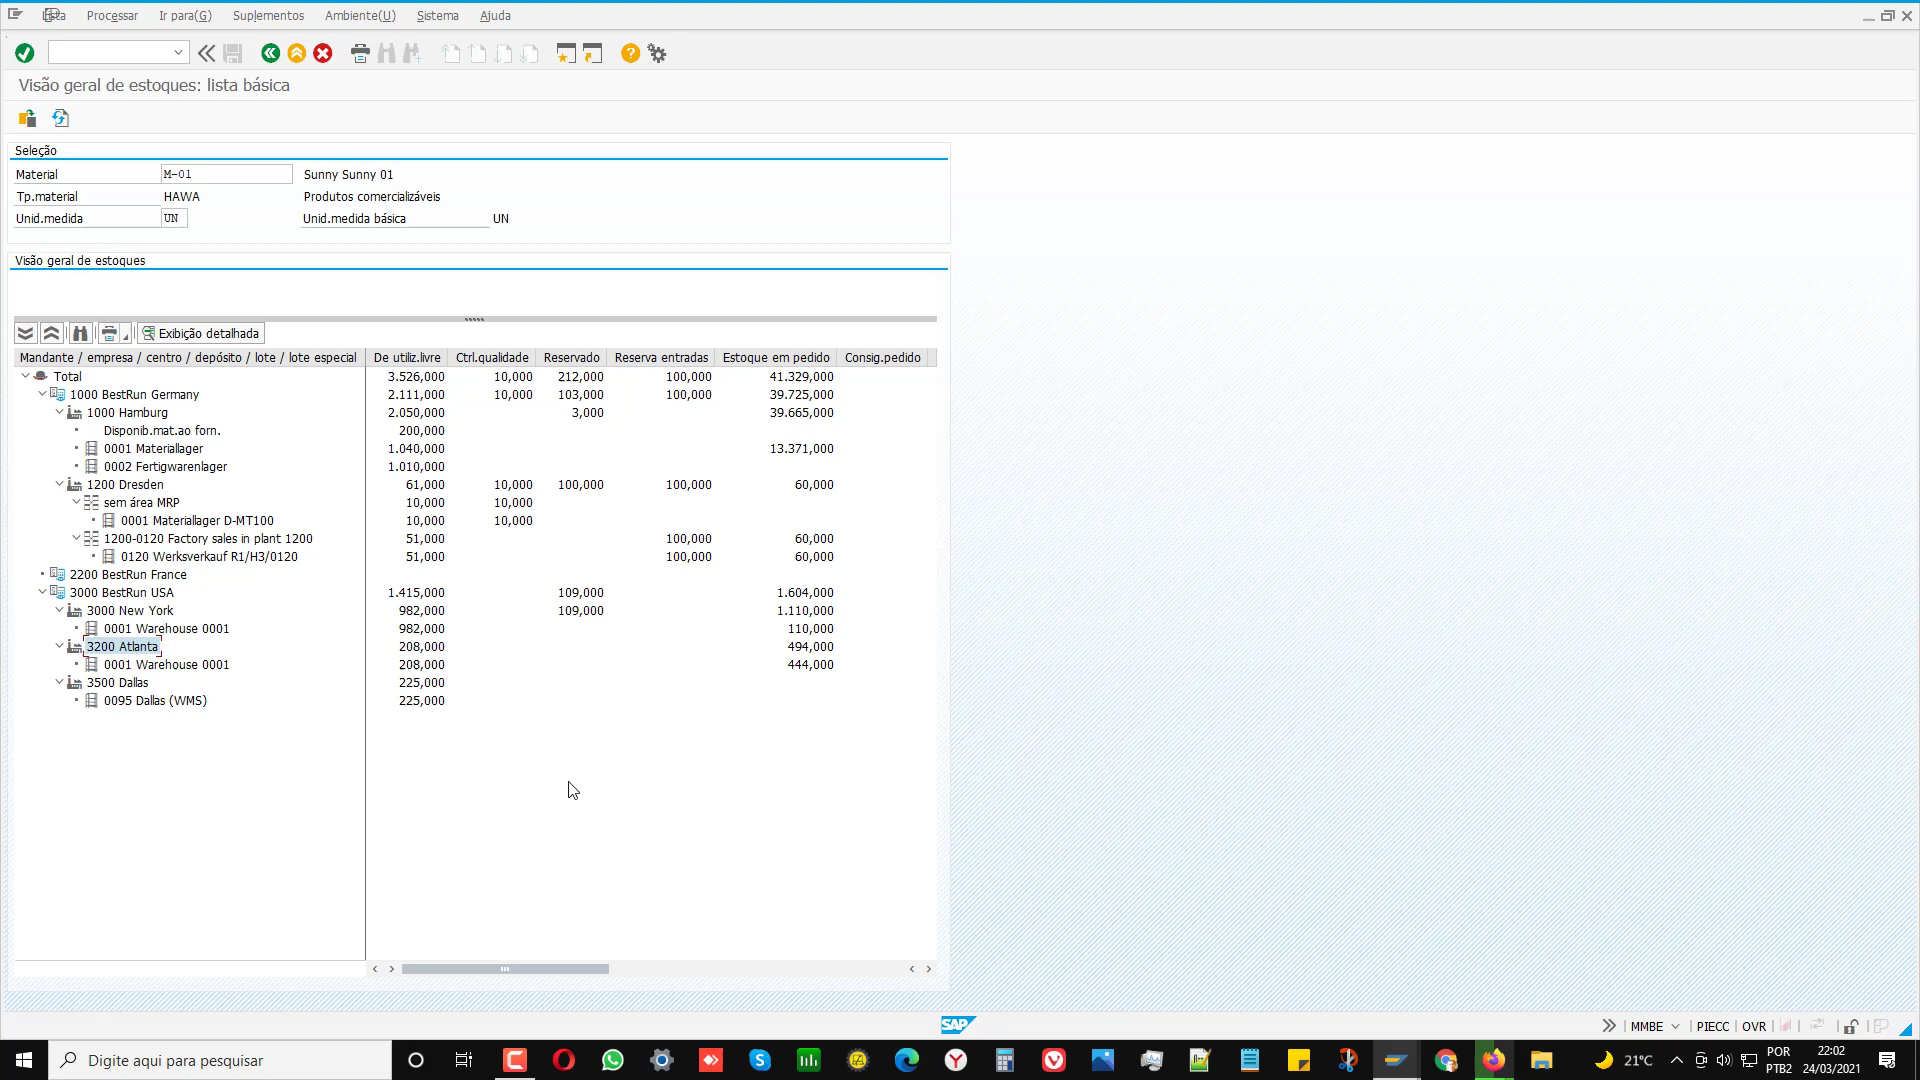 Lista Processar Ir para(G) Suplementos Ambiente(U) Sistema Ajuda
Visão geral de estoques: lista básica
Seleção
Material M-01 Sunny Sunny 01
Tp.material HAWA Produtos comercializáveis
Unid.medida UN Unid.medida básica UN
Visão geral de estoques
Exibição detalhada
Mandante / empresa / centro / depósito / lote / lote especial De utiliz.livre Ctrl.qualidade Reservado Reserva entradas Estoque em pedido Consig.pedido
Total 3.526,000 10,000 212,000 100,000 41.329,000
1000 BestRun Germany 2.111,000 10,000 103,000 100,000 39.725,000
1000 Hamburg 2.050,000 3,000 39.665,000
Disponib.mat.ao forn. 200,000
0001 Materiallager 1.040,000 13.371,000
0002 Fertigwarenlager 1.010,000
1200 Dresden 61,000 10,000 100,000 100,000 60,000
sem área MRP 10,000 10,000
0001 Materiallager D-MT100 10,000 10,000
1200-0120 Factory sales in plant 1200 51,000 100,000 60,000
0120 Werksverkauf R1/H3/0120 51,000 100,000 60,000
2200 BestRun France
3000 BestRun USA 1.415,000 109,000 1.604,000
3000 New York 982,000 109,000 1.110,000
0001 Warehouse 0001 982,000 110,000
3200 Atlanta 208,000 494,000
0001 Warehouse 0001 208,000 444,000
3500 Dallas 225,000
0095 Dallas (WMS) 225,000
SAP
MMBE PIECC OVR
Digite aqui para pesquisar
21°C
POR
PTB2
22:02
24/03/2021